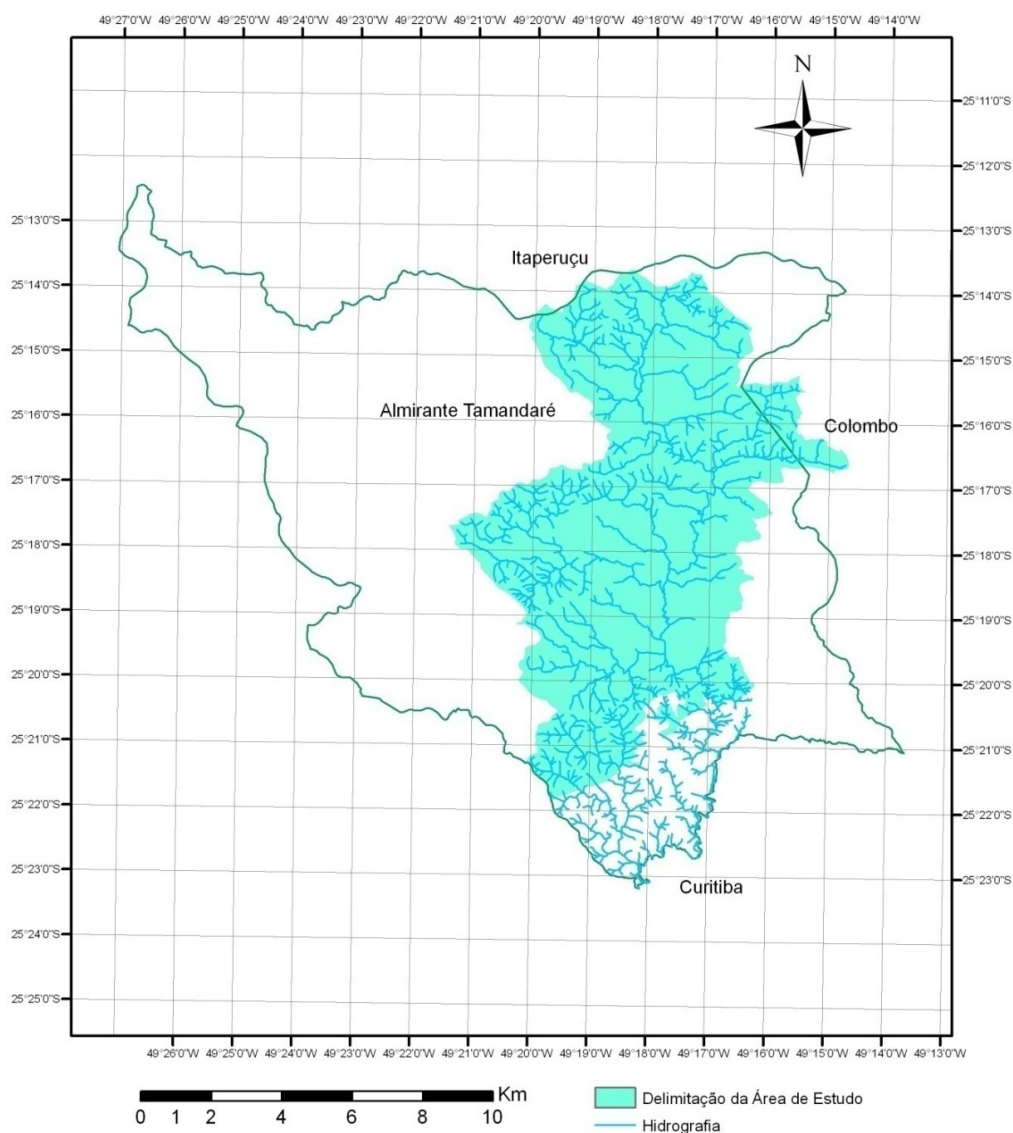 49°27'0"W 49°26'0"W 49°25'0"W 49°24'0"W 49°23'0"W 49°22'0"W 49°21'0"W 49°20'0"W 49°19'0"W 49°18'0"W 49°17'0"W 49°16'0"W 49°15'0"W 49°14'0"W
N
25°11'0"S
25°12'0"S
25°13'0"S 25°13'0"S
Itaperuçu
25°14'0"S 25°14'0"S
25°15'0"S 25°15'0"S
Almirante Tamandaré
25°16'0"S 25°16'0"S
Colombo
25°17'0"S 25°17'0"S
25°18'0"S 25°18'0"S
25°19'0"S 25°19'0"S
25°20'0"S 25°20'0"S
25°21'0"S 25°21'0"S
25°22'0"S 25°22'0"S
25°23'0"S 25°23'0"S
Curitiba
25°24'0"S
25°25'0"S
49°26'0"W 49°25'0"W 49°24'0"W 49°23'0"W 49°22'0"W 49°21'0"W 49°20'0"W 49°19'0"W 49°18'0"W 49°17'0"W 49°16'0"W 49°15'0"W 49°14'0"W 49°13'0"W
Km
0 1 2 4 6 8 10
Delimitação da Área de Estudo
Hidrografia